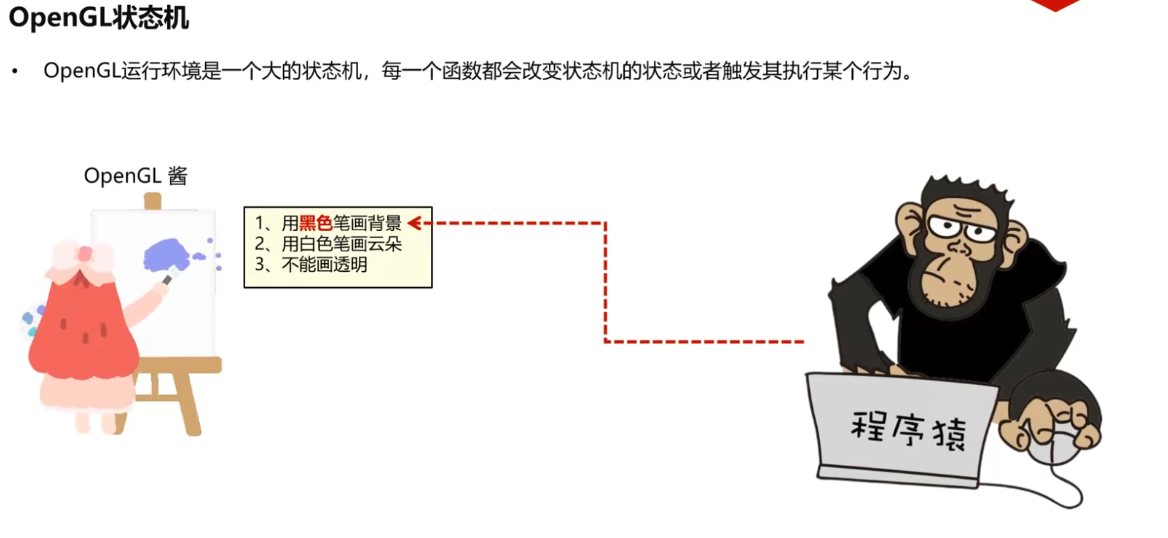 OpenGL状态机
• OpenGL运行环境是一个大的状态机，每一个函数都会改变状态机的状态或者触发其执行某个行为。
OpenGL 酱
1、用黑色笔画背景
2、用白色笔画云朵
3、不能画透明
程序猿